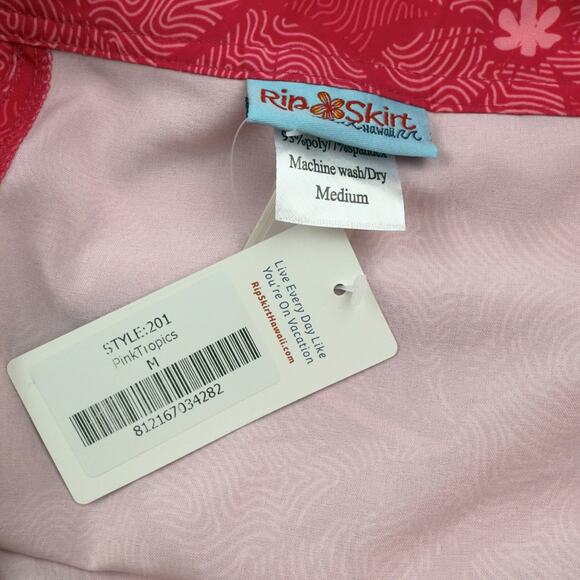 Rip Skirt
Hawaii
93%poly/7%spandex
Machine wash/Dry
Medium
Live Every Day Like
You're On Vacation
RipSkirtHawaii.com
STYLE:201
PinkTropics
M
812167034282